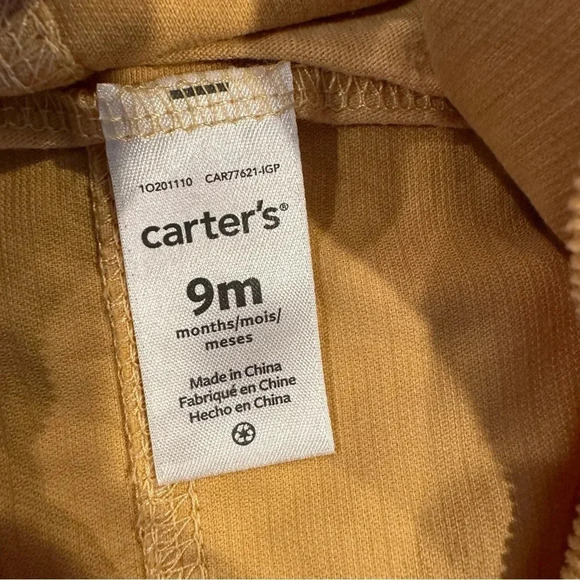 1O201110 CAR77621-IGP
carter's®
9m
months/mois/
meses
Made in China
Fabriqué en Chine
Hecho en China